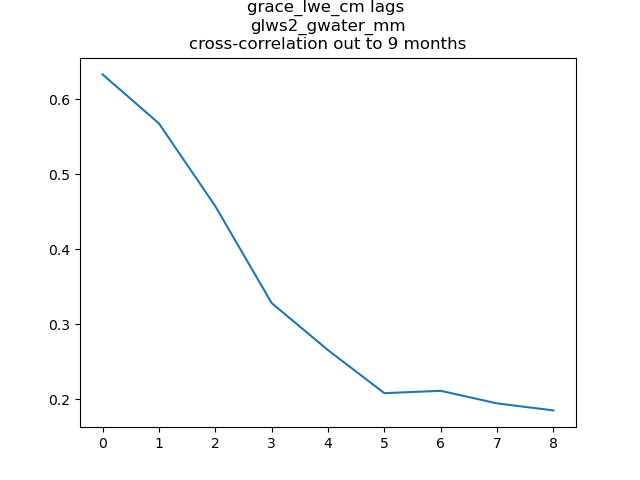 grace_lwe_cm lags
glws2_gwater_mm
cross-correlation out to 9 months
0.6
0.5
0.4
0.3
0.2
0 1 2 3 4 5 6 7 8